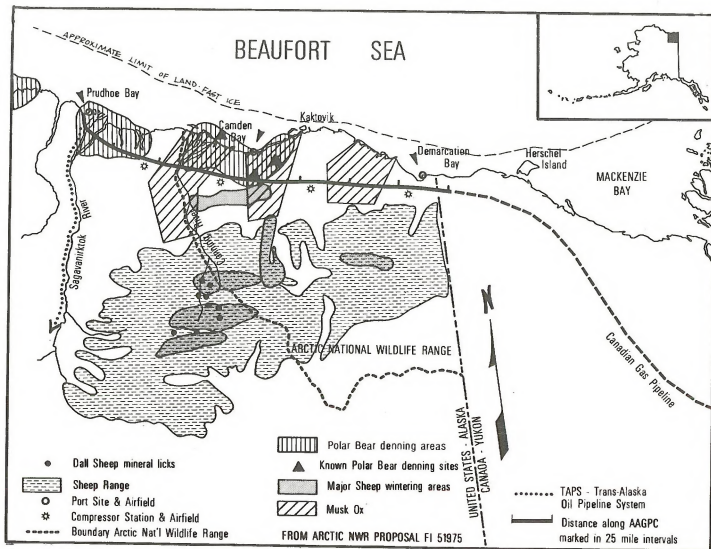 APPROXIMATE LIMIT OF LAND-FAST ICE
BEAUFORT SEA
Prudhoe Bay
Camden
Bay
Kaktovik
Demarcation
Bay
Herschel
Island
MACKENZIE
BAY
Sagavanirktok River
Canning River
ARCTIC NATIONAL WILDLIFE RANGE
N
UNITED STATES - ALASKA
CANADA - YUKON
Canadian Gas Pipeline
Dall Sheep mineral licks
Sheep Range
Port Site & Airfield
Compressor Station & Airfield
Boundary Arctic Nat'l Wildlife Range
Polar Bear denning areas
Known Polar Bear denning sites
Major Sheep wintering areas
Musk Ox
FROM ARCTIC NWR PROPOSAL FI 51975
TAPS - Trans-Alaska
Oil Pipeline System
Distance along AAGPC
marked in 25 mile intervals